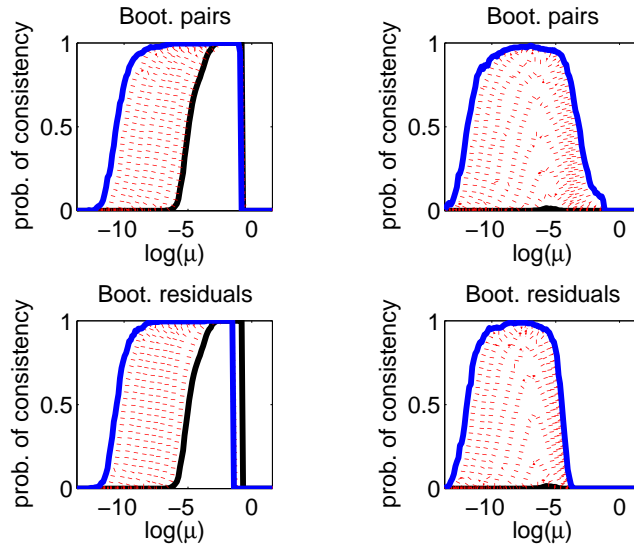 Boot. pairs
prob. of consistency
1
0.5
0
−10
−5
0
log(μ)
Boot. pairs
prob. of consistency
1
0.5
0
−10
−5
0
log(μ)
Boot. residuals
prob. of consistency
1
0.5
0
−10
−5
0
log(μ)
Boot. residuals
prob. of consistency
1
0.5
0
−10
−5
0
log(μ)